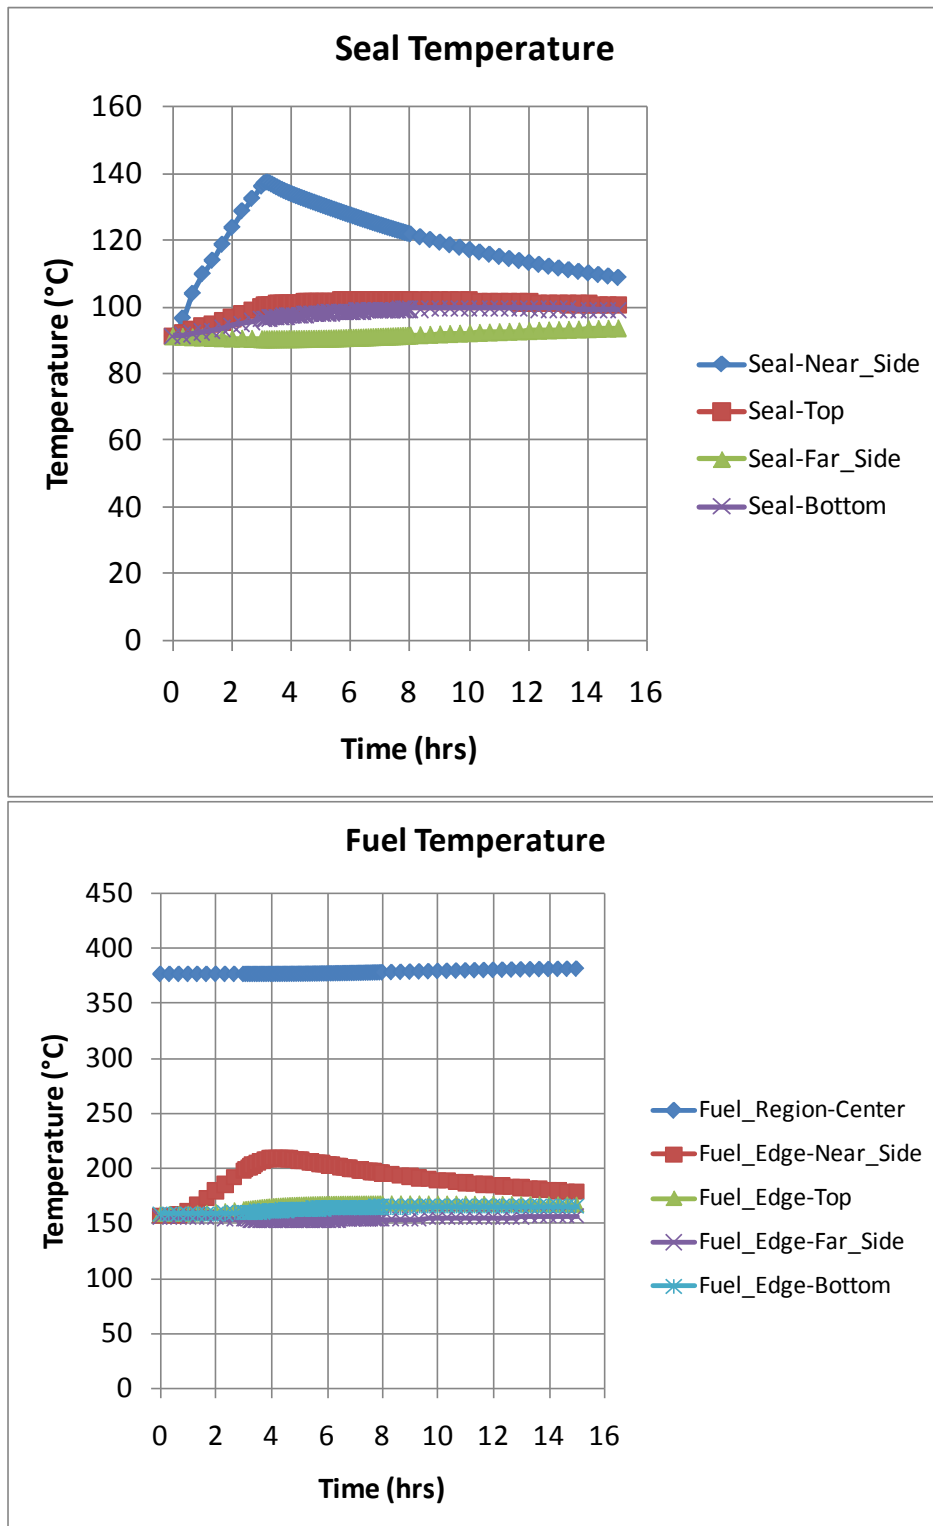 Seal Temperature
160
140
120
100
80
60
40
20
0
Temperature (°C)
0 2 4 6 8 10 12 14 16
Time (hrs)
Seal-Near_Side
Seal-Top
Seal-Far_Side
Seal-Bottom
Fuel Temperature
450
400
350
300
250
200
150
100
50
0
Temperature (°C)
0 2 4 6 8 10 12 14 16
Time (hrs)
Fuel_Region-Center
Fuel_Edge-Near_Side
Fuel_Edge-Top
Fuel_Edge-Far_Side
Fuel_Edge-Bottom